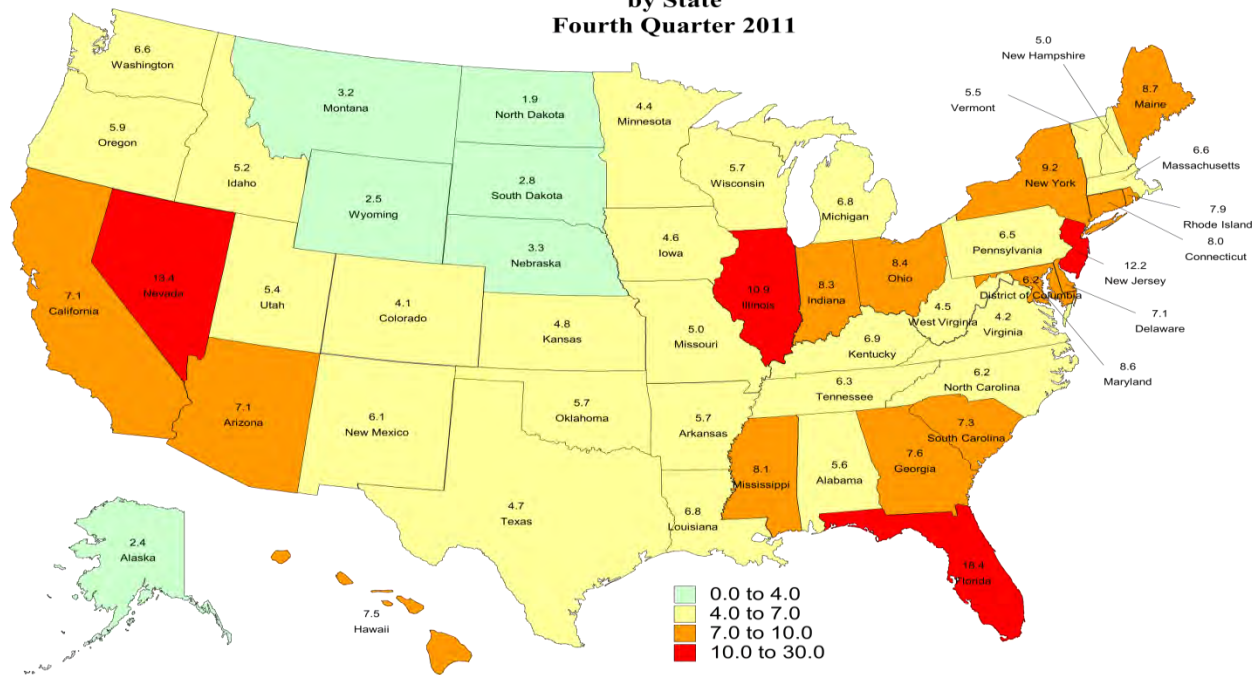 by State
Fourth Quarter 2011
6.6
Washington
5.9
Oregon
5.2
Idaho
3.2
Montana
1.9
North Dakota
2.8
South Dakota
2.5
Wyoming
3.3
Nebraska
4.4
Minnesota
5.7
Wisconsin
6.8
Michigan
4.6
Iowa
7.1
California
13.4
Nevada
5.4
Utah
4.1
Colorado
4.8
Kansas
5.0
Missouri
10.9
Illinois
8.3
Indiana
8.4
Ohio
6.5
Pennsylvania
9.2
New York
8.7
Maine
5.0
New Hampshire
5.5
Vermont
6.6
Massachusetts
7.9
Rhode Island
8.0
Connecticut
12.2
New Jersey
7.1
Delaware
8.6
Maryland
6.2
District of Columbia
4.5
West Virginia
4.2
Virginia
6.9
Kentucky
6.3
Tennessee
6.2
North Carolina
7.3
South Carolina
7.6
Georgia
5.6
Alabama
8.1
Mississippi
6.8
Louisiana
5.7
Arkansas
5.7
Oklahoma
4.7
Texas
6.1
New Mexico
7.1
Arizona
18.4
Florida
2.4
Alaska
7.5
Hawaii
0.0 to 4.0
4.0 to 7.0
7.0 to 10.0
10.0 to 30.0